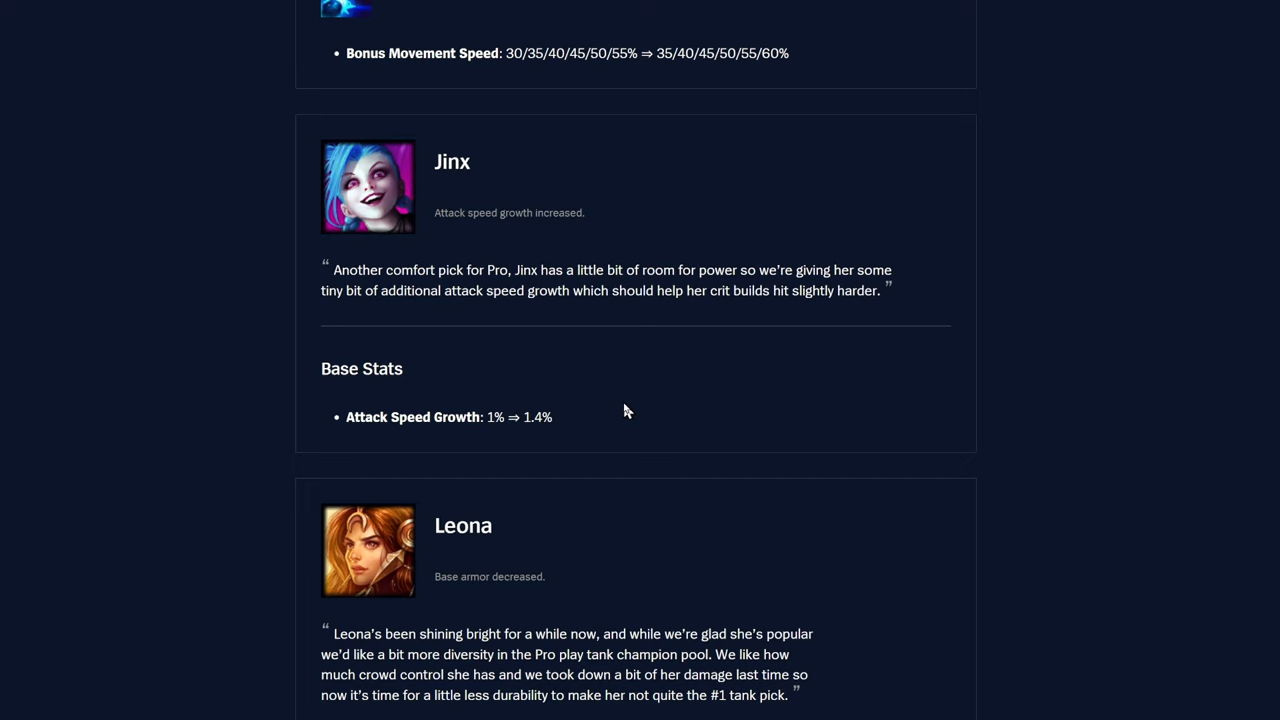 • Bonus Movement Speed: 30/35/40/45/50/55% ⇒ 35/40/45/50/55/60%
Jinx
Attack speed growth increased.
“ Another comfort pick for Pro, Jinx has a little bit of room for power so we’re giving her some
tiny bit of additional attack speed growth which should help her crit builds hit slightly harder. ”
Base Stats
• Attack Speed Growth: 1% ⇒ 1.4%
Leona
Base armor decreased.
“ Leona’s been shining bright for a while now, and while we’re glad she’s popular
we’d like a bit more diversity in the Pro play tank champion pool. We like how
much crowd control she has and we took down a bit of her damage last time so
now it’s time for a little less durability to make her not quite the #1 tank pick. ”